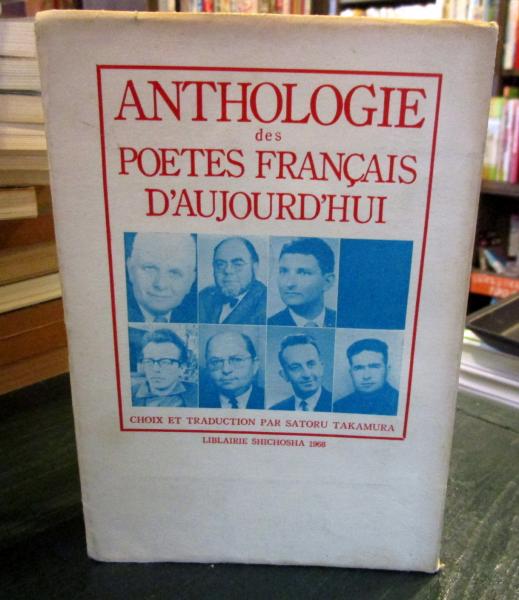 ANTHOLOGIE
des
POETES FRANÇAIS
D'AUJOURD'HUI
CHOIX ET TRADUCTION PAR SATORU TAKAMURA
LIBLAIRIE SHICHOSHA 1968